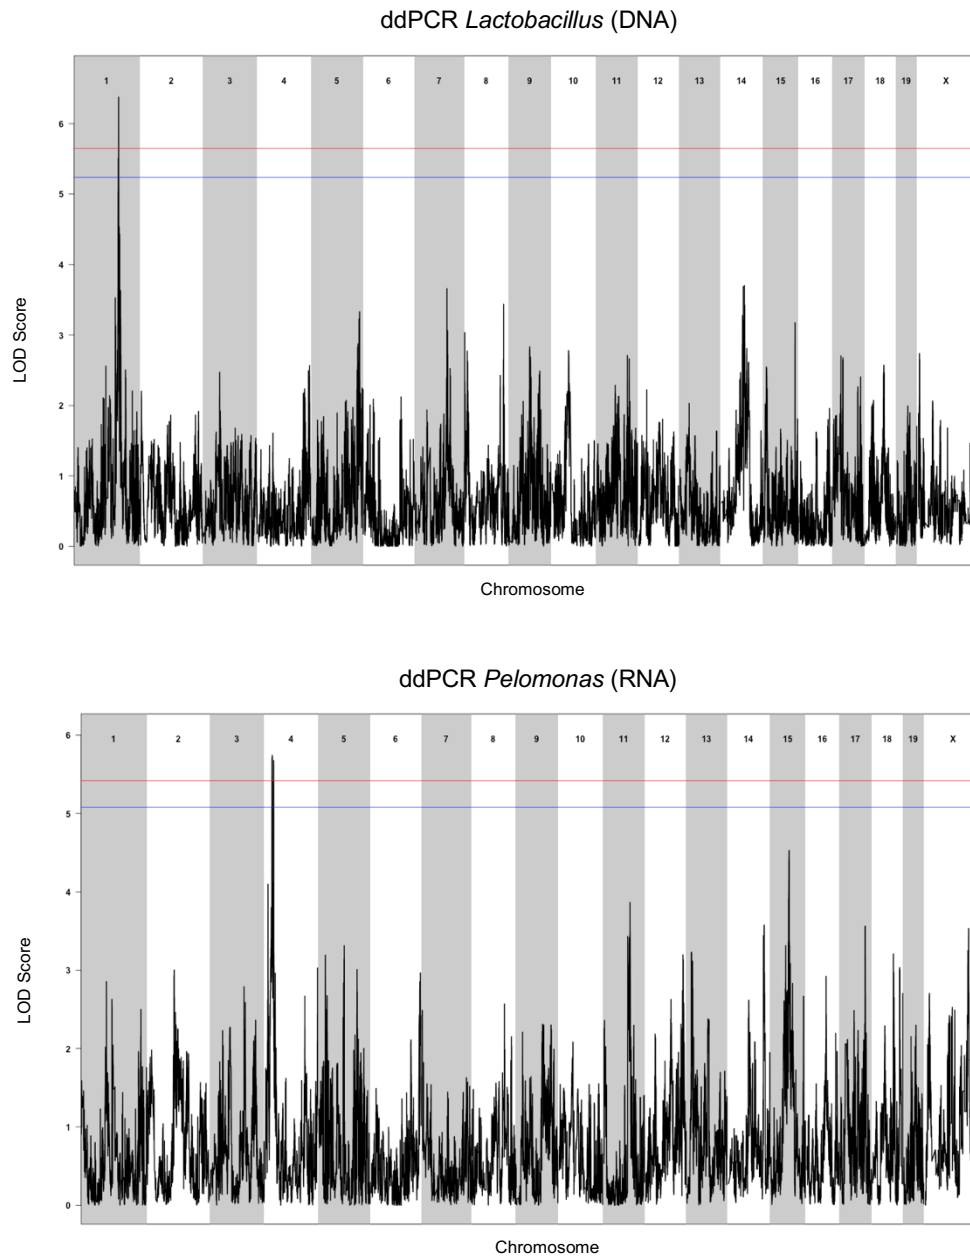 ddPCR Lactobacillus (DNA)
1 2 3 4 5 6 7 8 9 10 11 12 13 14 15 16 17 18 19 X
6
5
4
3
2
1
0
LOD Score
Chromosome
ddPCR Pelomonas (RNA)
6
1 2 3 4 5 6 7 8 9 10 11 12 13 14 15 16 17 18 19 X
5
4
3
2
1
0
LOD Score
Chromosome